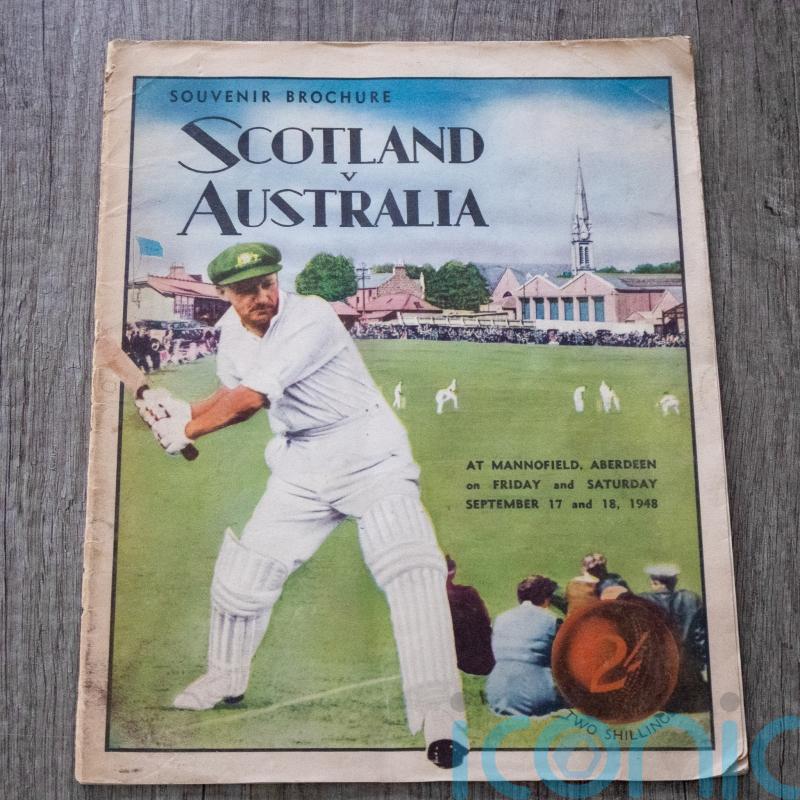 SOUVENIR BROCHURE
SCOTLAND
v
AUSTRALIA
AT MANNOFIELD, ABERDEEN
on FRIDAY and SATURDAY
SEPTEMBER 17 and 18, 1948
2/-
TWO SHILLINGS
iconic